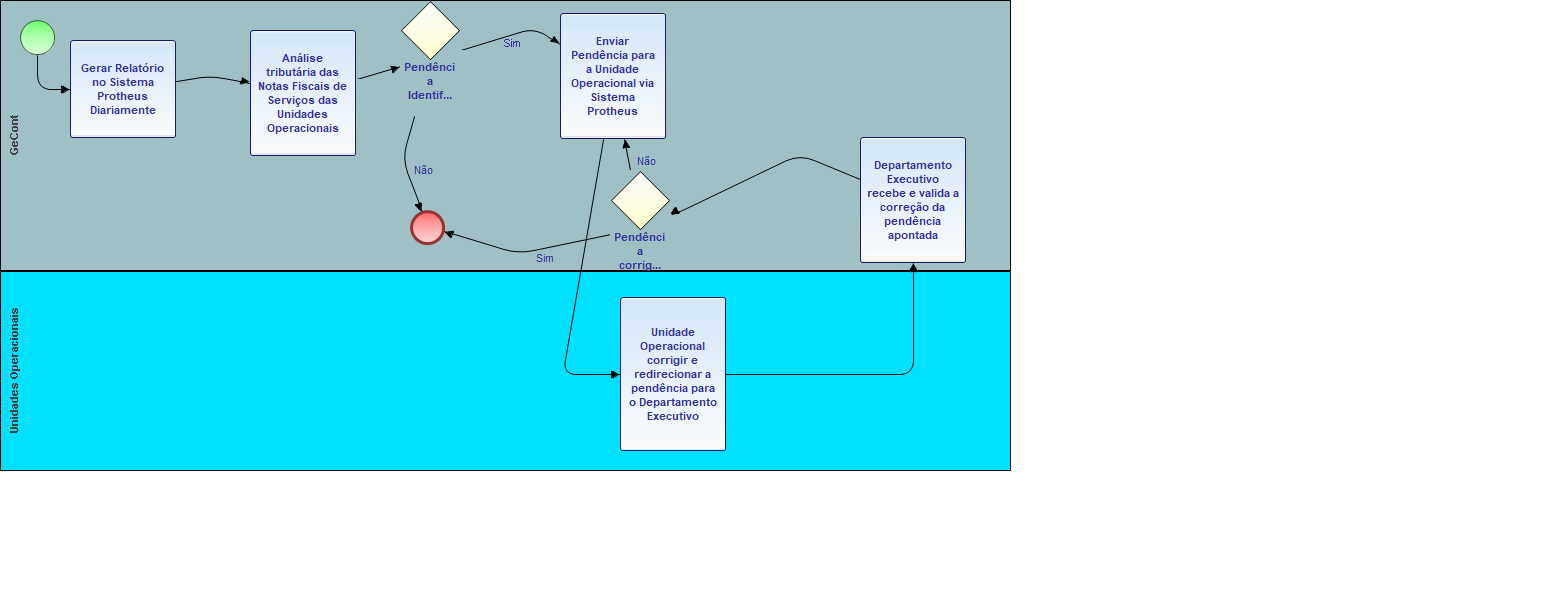 GeCont
Gerar Relatório
no Sistema
Protheus
Diariamente
Análise
tributária das
Notas Fiscais de
Serviços das
Unidades
Operacionais
Pendênci
a
Identif...
Sim
Não
Enviar
Pendência para
a Unidade
Operacional via
Sistema
Protheus
Não
Pendênci
a
corrig...
Sim
Departamento
Executivo
recebe e valida a
correção da
pendência
apontada
Unidades Operacionais
Unidade
Operacional
corrigir e
redirecionar a
pendência para
o Departamento
Executivo